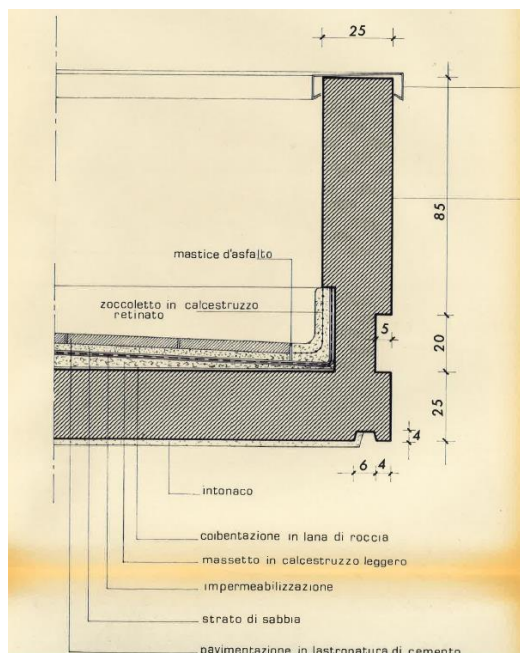 25
85
mastice d'asfalto
zoccoletto in calcestruzzo
retinato
5
20
25
4
6 4
intonaco
coibentazione in lana di roccia
massetto in calcestruzzo leggero
impermeabilizzazione
strato di sabbia
pavimentazione in lastronatura di cemento